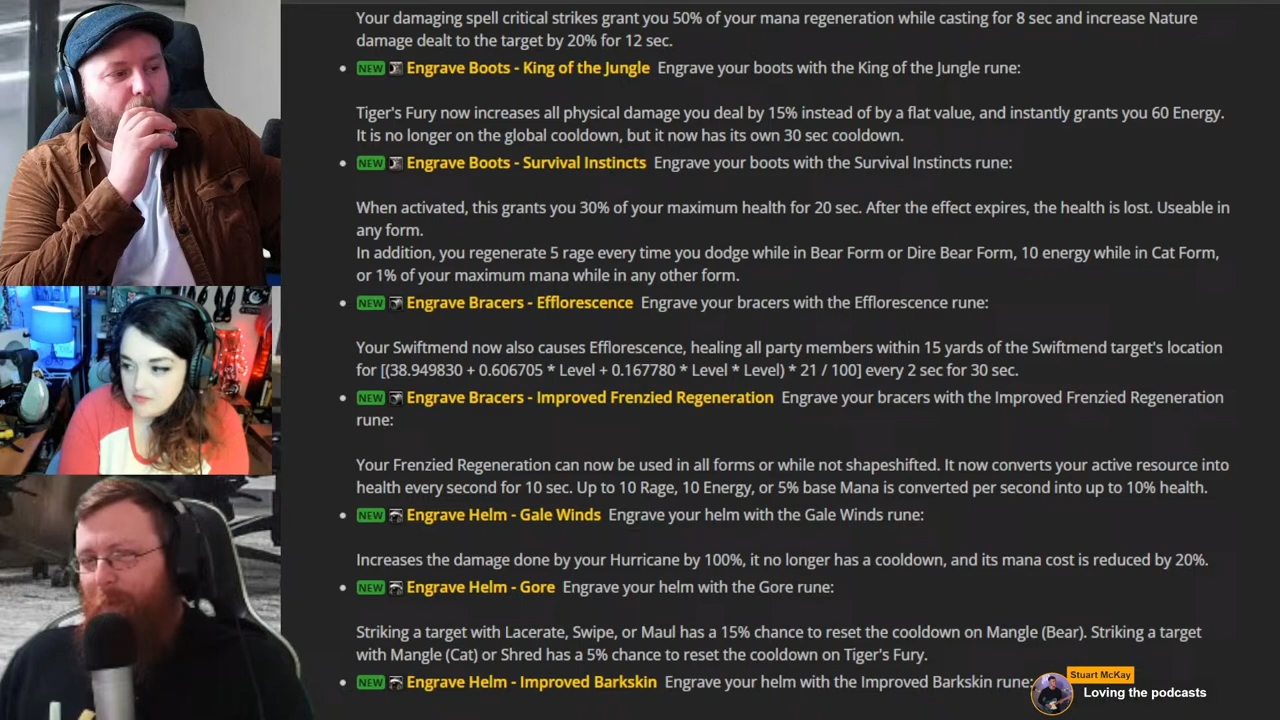 Your damaging spell critical strikes grant you 50% of your mana regeneration while casting for 8 sec and increase Nature
damage dealt to the target by 20% for 12 sec.
NEW Engrave Boots - King of the Jungle Engrave your boots with the King of the Jungle rune:
Tiger's Fury now increases all physical damage you deal by 15% instead of by a flat value, and instantly grants you 60 Energy.
It is no longer on the global cooldown, but it now has its own 30 sec cooldown.
NEW Engrave Boots - Survival Instincts Engrave your boots with the Survival Instincts rune:
When activated, this grants you 30% of your maximum health for 20 sec. After the effect expires, the health is lost. Useable in
any form.
In addition, you regenerate 5 rage every time you dodge while in Bear Form or Dire Bear Form, 10 energy while in Cat Form,
or 1% of your maximum mana while in any other form.
NEW Engrave Bracers - Efflorescence Engrave your bracers with the Efflorescence rune:
Your Swiftmend now also causes Efflorescence, healing all party members within 15 yards of the Swiftmend target's location
for [(38.949830 + 0.606705 * Level + 0.167780 * Level * Level) * 21 / 100] every 2 sec for 30 sec.
NEW Engrave Bracers - Improved Frenzied Regeneration Engrave your bracers with the Improved Frenzied Regeneration
rune:
Your Frenzied Regeneration can now be used in all forms or while not shapeshifted. It now converts your active resource into
health every second for 10 sec. Up to 10 Rage, 10 Energy, or 5% base Mana is converted per second into up to 10% health.
NEW Engrave Helm - Gale Winds Engrave your helm with the Gale Winds rune:
Increases the damage done by your Hurricane by 100%, it no longer has a cooldown, and its mana cost is reduced by 20%.
NEW Engrave Helm - Gore Engrave your helm with the Gore rune:
Striking a target with Lacerate, Swipe, or Maul has a 15% chance to reset the cooldown on Mangle (Bear). Striking a target
with Mangle (Cat) or Shred has a 5% chance to reset the cooldown on Tiger's Fury.
NEW Engrave Helm - Improved Barkskin Engrave your helm with the Improved Barkskin rune:
Stuart McKay
Loving the podcasts